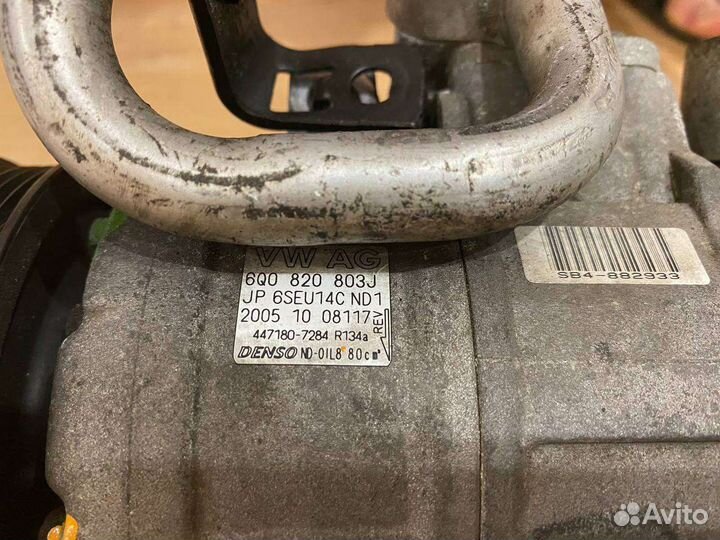 VW AG
6Q0 820 803J
JP 6SEU14C ND1
2005 10 08117
REV
447180-7284 R134a
DENSO ND-OIL8 80cm³
SB4-882933
Avito